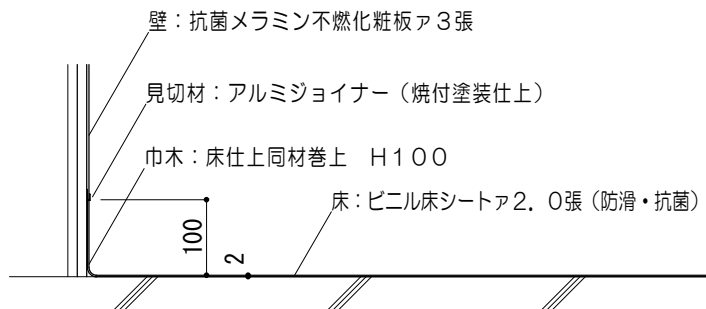 壁：抗菌メラミン不燃化粧板ァ３張
見切材：アルミジョイナー（焼付塗装仕上）
巾木：床仕上同材巻上　Ｈ１００
床：ビニル床シートァ２．０張（防滑・抗菌）
100
2